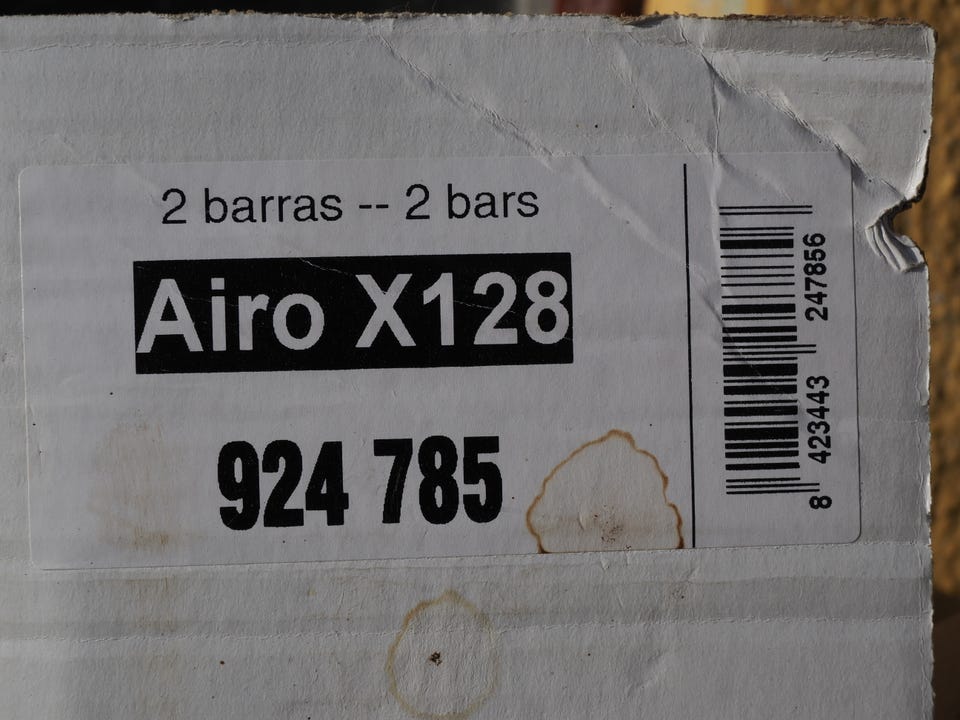 2 barras -- 2 bars
Airo X128
924 785
8 423443 247856